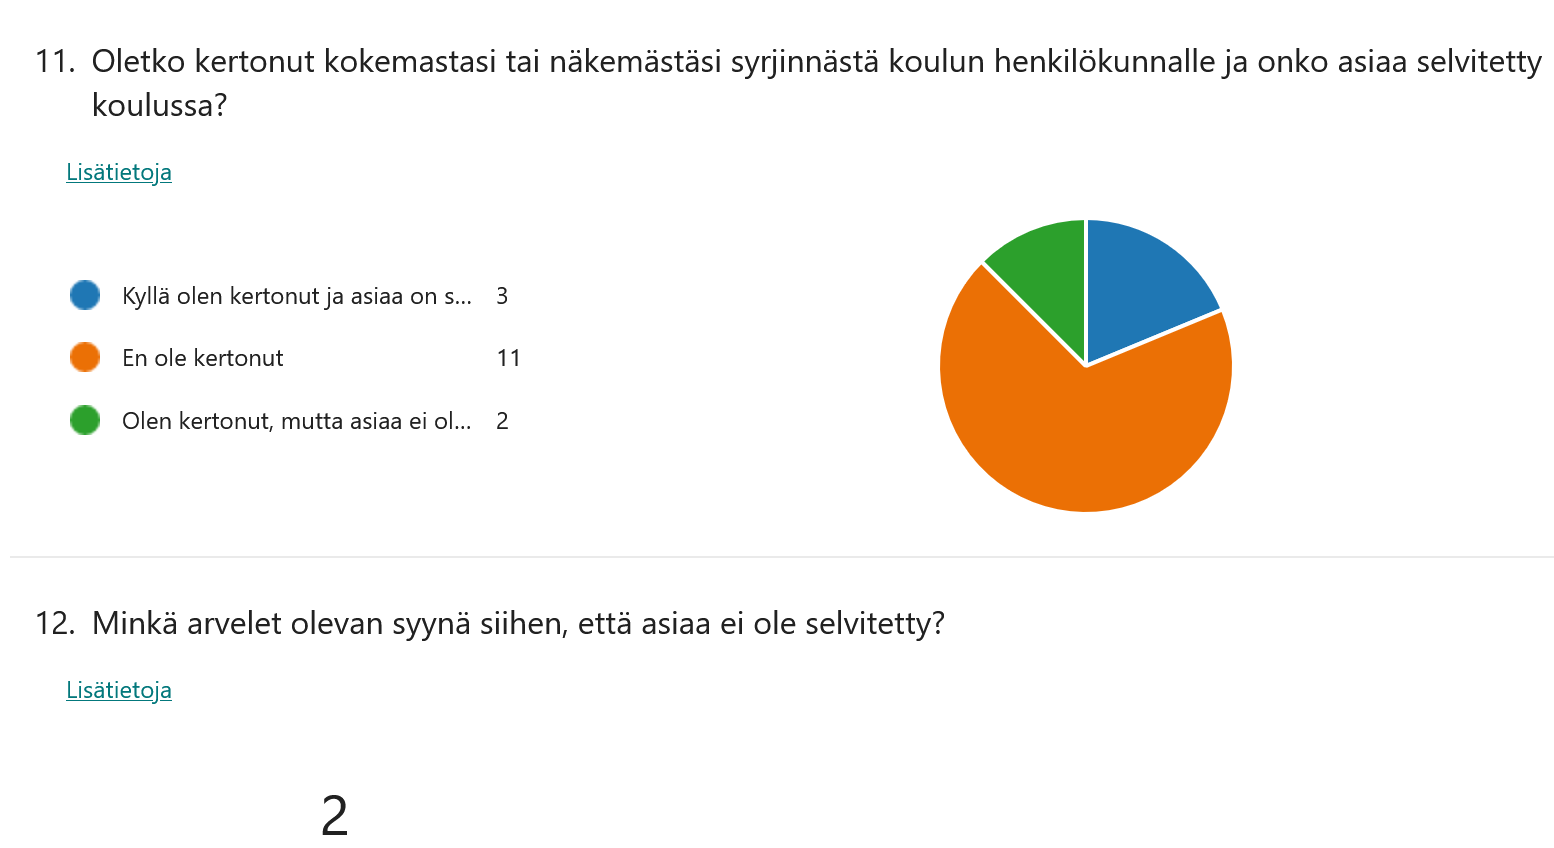 11. Oletko kertonut kokemastasi tai näkemästäsi syrjinnästä koulun henkilökunnalle ja onko asiaa selvitetty
koulussa?
Lisätietoja
Kyllä olen kertonut ja asiaa on s... 3
En ole kertonut 11
Olen kertonut, mutta asiaa ei ol... 2
12. Minkä arvelet olevan syynä siihen, että asiaa ei ole selvitetty?
Lisätietoja
2